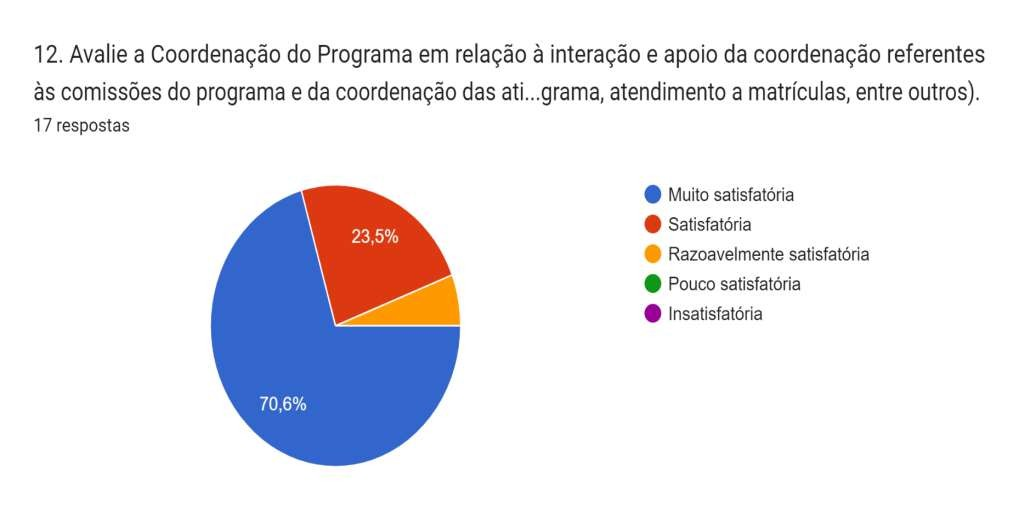 12. Avalie a Coordenação do Programa em relação à interação e apoio da coordenação referentes
às comissões do programa e da coordenação das ati...grama, atendimento a matrículas, entre outros).
17 respostas
23,5%
70,6%
Muito satisfatória
Satisfatória
Razoavelmente satisfatória
Pouco satisfatória
Insatisfatória